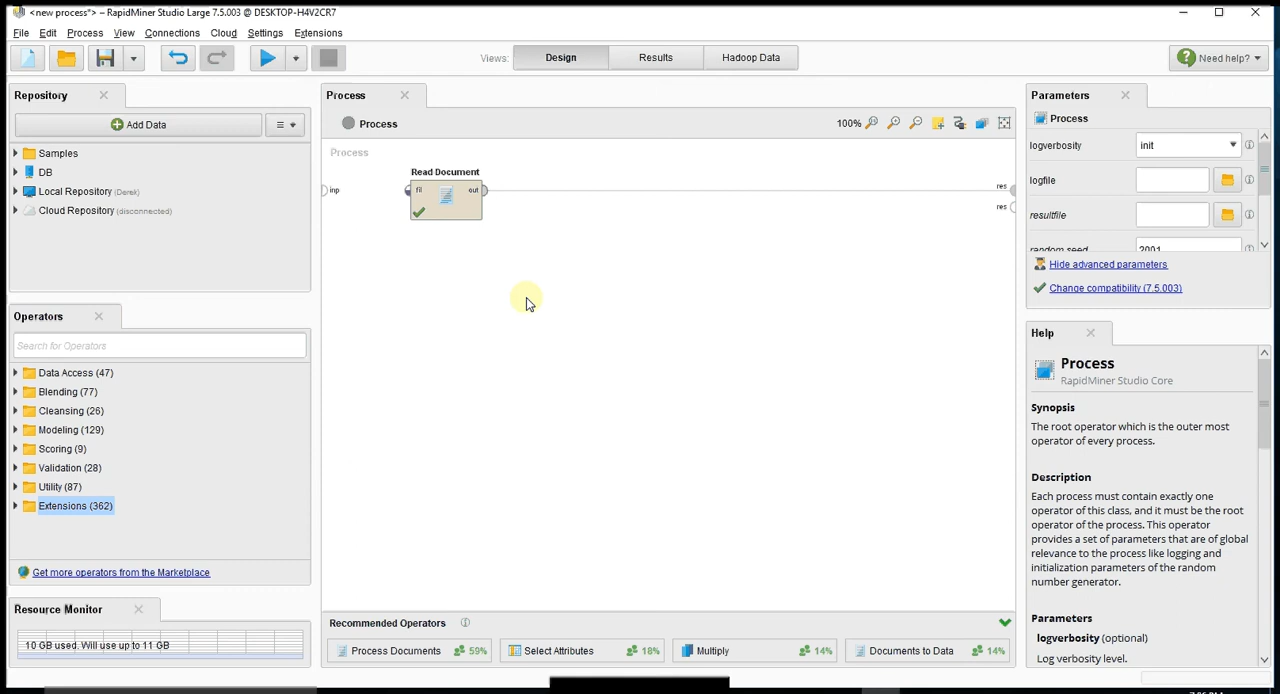 <new process*> – RapidMiner Studio Large 7.5.003 @ DESKTOP-H4V2CR7
File Edit Process View Connections Cloud Settings Extensions
Views: Design Results Hadoop Data Need help?
Repository
Add Data
Samples
DB
Local Repository (Derek)
Cloud Repository (disconnected)
Operators
Search for Operators
Data Access (47)
Blending (77)
Cleansing (26)
Modeling (129)
Scoring (9)
Validation (28)
Utility (87)
Extensions (362)
Get more operators from the Marketplace
Resource Monitor
10 GB used. Will use up to 11 GB
Process
Process
100%
Process
Read Document
inp
fil out
res
res
Recommended Operators
Process Documents 59% Select Attributes 18% Multiply 14% Documents to Data 14%
Parameters
Process
logverbosity init
logfile
resultfile
random seed 2001
Hide advanced parameters
Change compatibility (7.5.003)
Help
Process
RapidMiner Studio Core
Synopsis
The root operator which is the outer most
operator of every process.
Description
Each process must contain exactly one
operator of this class, and it must be the root
operator of the process. This operator
provides a set of parameters that are of global
relevance to the process like logging and
initialization parameters of the random
number generator.
Parameters
logverbosity (optional)
Log verbosity level.